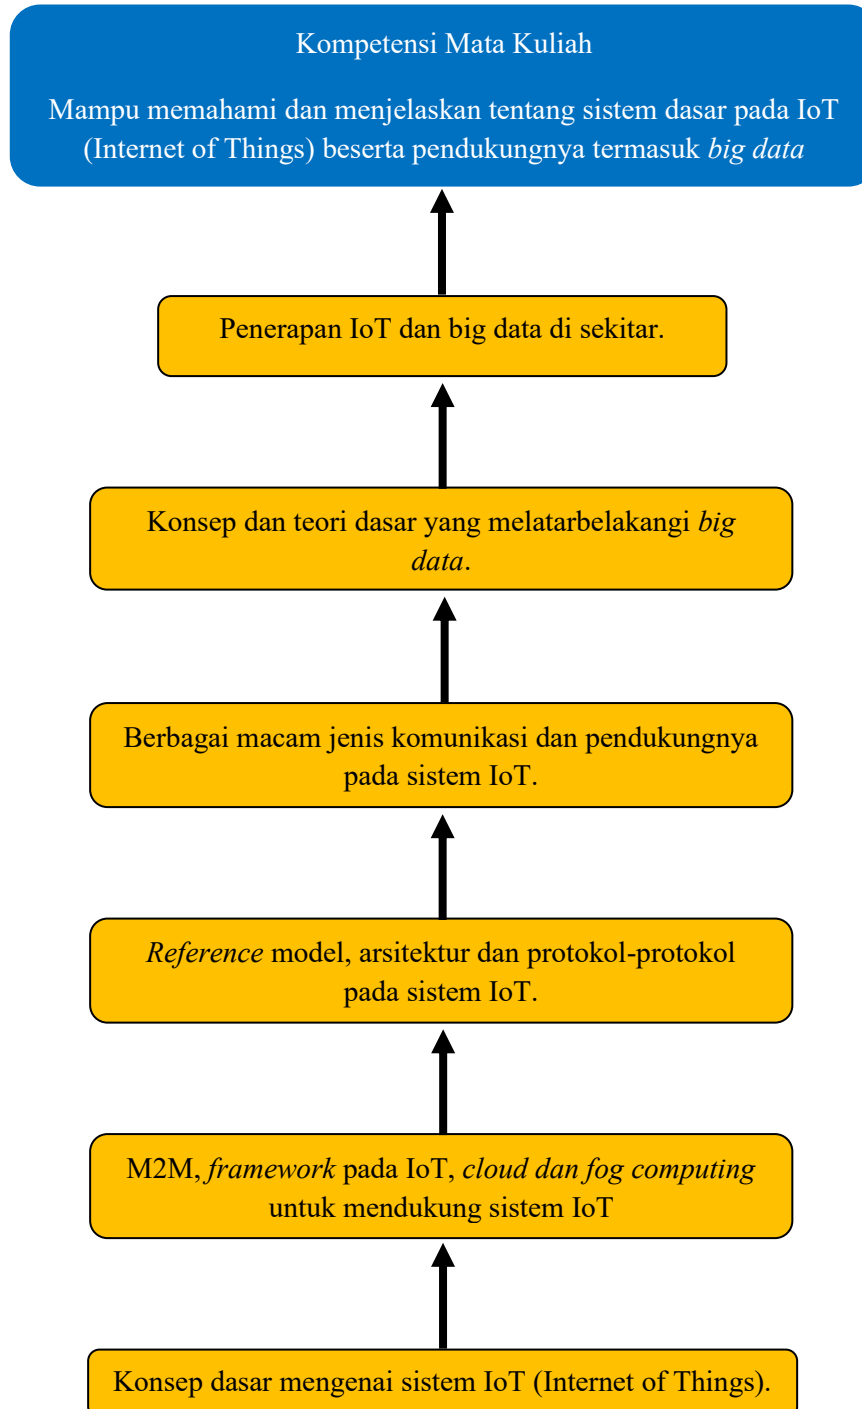 Kompetensi Mata Kuliah
Mampu memahami dan menjelaskan tentang sistem dasar pada IoT
(Internet of Things) beserta pendukungnya termasuk big data
Penerapan IoT dan big data di sekitar.
Konsep dan teori dasar yang melatarbelakangi big
data.
Berbagai macam jenis komunikasi dan pendukungnya
pada sistem IoT.
Reference model, arsitektur dan protokol-protokol
pada sistem IoT.
M2M, framework pada IoT, cloud dan fog computing
untuk mendukung sistem IoT
Konsep dasar mengenai sistem IoT (Internet of Things).